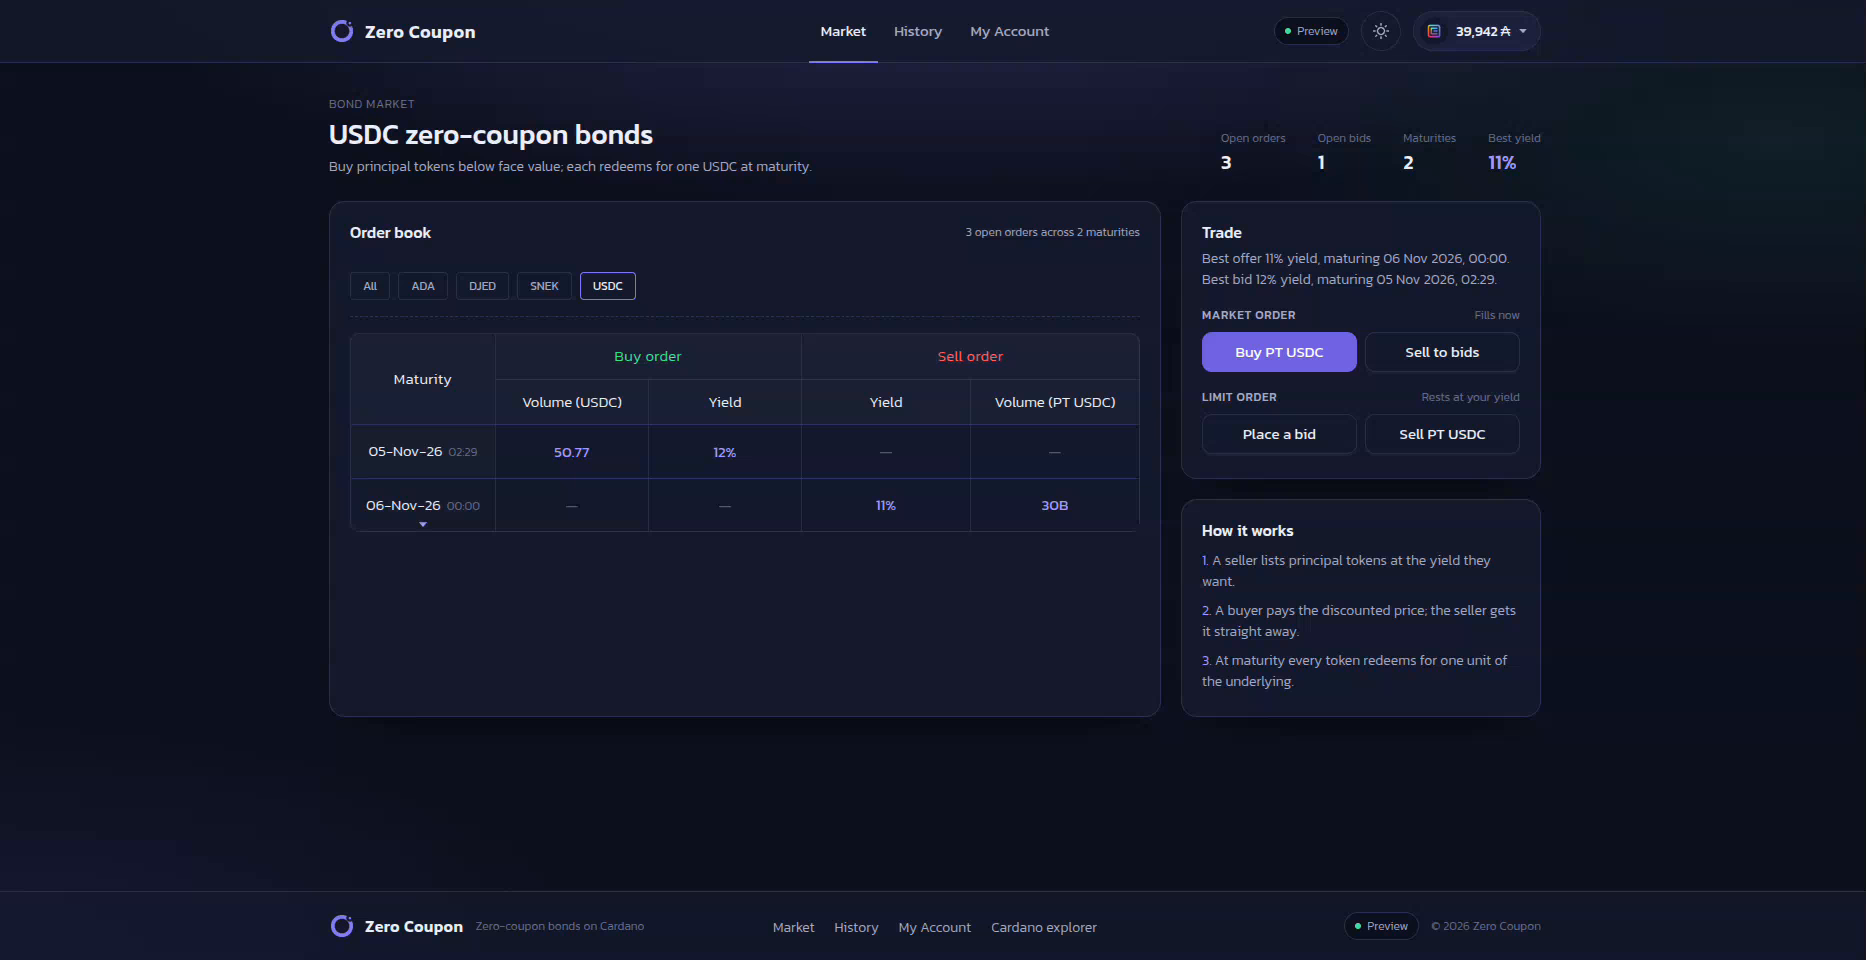 Zero Coupon
Market
History
My Account
Preview
39,942 ₳
BOND MARKET
USDC zero-coupon bonds
Buy principal tokens below face value; each redeems for one USDC at maturity.
Open orders
3
Open bids
1
Maturities
2
Best yield
11%
Order book
3 open orders across 2 maturities
All
ADA
DJED
SNEK
USDC
Maturity
Buy order
Sell order
Volume (USDC)
Yield
Yield
Volume (PT USDC)
05-Nov-26 02:29
50.77
12%
—
—
06-Nov-26 00:00
—
—
11%
30B
Trade
Best offer 11% yield, maturing 06 Nov 2026, 00:00.
Best bid 12% yield, maturing 05 Nov 2026, 02:29.
MARKET ORDER
Fills now
Buy PT USDC
Sell to bids
LIMIT ORDER
Rests at your yield
Place a bid
Sell PT USDC
How it works
1. A seller lists principal tokens at the yield they
want.
2. A buyer pays the discounted price; the seller gets
it straight away.
3. At maturity every token redeems for one unit of
the underlying.
Zero Coupon
Zero-coupon bonds on Cardano
Market
History
My Account
Cardano explorer
Preview
© 2026 Zero Coupon